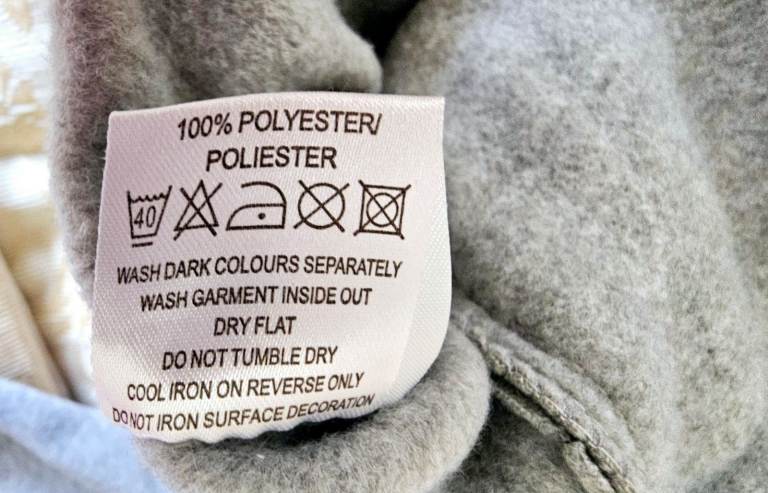 100% POLYESTER/
POLIESTER
40
WASH DARK COLOURS SEPARATELY
WASH GARMENT INSIDE OUT
DRY FLAT
DO NOT TUMBLE DRY
COOL IRON ON REVERSE ONLY
DO NOT IRON SURFACE DECORATION